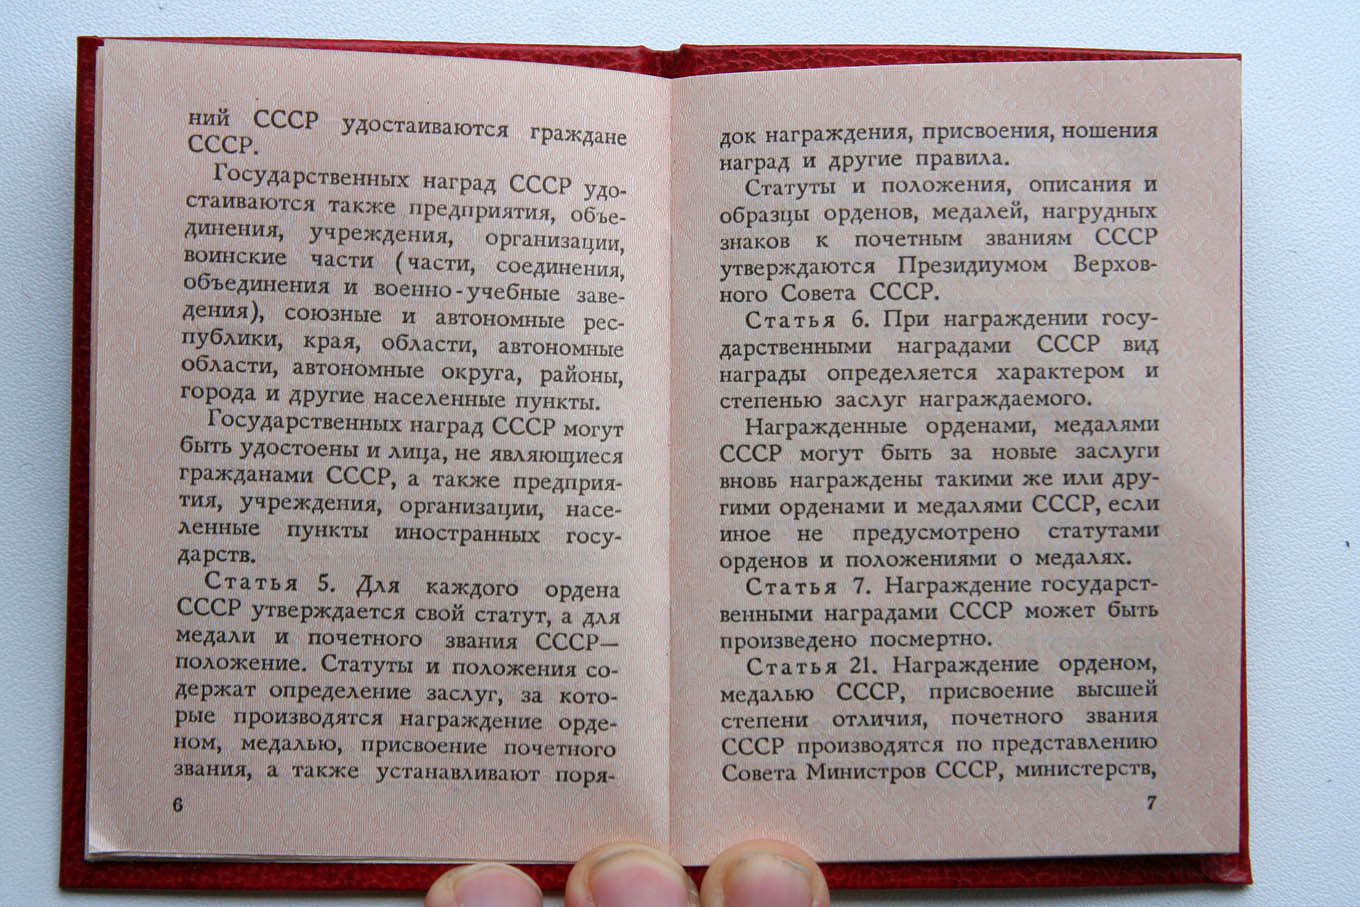 ний СССР удостаиваются граждане
СССР.
Государственных наград СССР удо-
стаиваются также предприятия, объе-
динения, учреждения, организации,
воинские части (части, соединения,
объединения и военно-учебные заве-
дения), союзные и автономные рес-
публики, края, области, автономные
области, автономные округа, районы,
города и другие населенные пункты.
Государственных наград СССР могут
быть удостоены и лица, не являющиеся
гражданами СССР, а также предприя-
тия, учреждения, организации, насе-
ленные пункты иностранных госу-
дарств.
Статья 5. Для каждого ордена
СССР утверждается свой статут, а для
медали и почетного звания СССР—
положение. Статуты и положения со-
держат определение заслуг, за кото-
рые производятся награждение орде-
ном, медалью, присвоение почетного
звания, а также устанавливают поря-
6
док награждения, присвоения, ношения
наград и другие правила.
Статуты и положения, описания и
образцы орденов, медалей, нагрудных
знаков к почетным званиям СССР
утверждаются Президиумом Верхов-
ного Совета СССР.
Статья 6. При награждении госу-
дарственными наградами СССР вид
награды определяется характером и
степенью заслуг награждаемого.
Награжденные орденами, медалями
СССР могут быть за новые заслуги
вновь награждены такими же или дру-
гими орденами и медалями СССР, если
иное не предусмотрено статутами
орденов и положениями о медалях.
Статья 7. Награждение государст-
венными наградами СССР может быть
произведено посмертно.
Статья 21. Награждение орденом,
медалью СССР, присвоение высшей
степени отличия, почетного звания
СССР производятся по представлению
Совета Министров СССР, министерств,
7